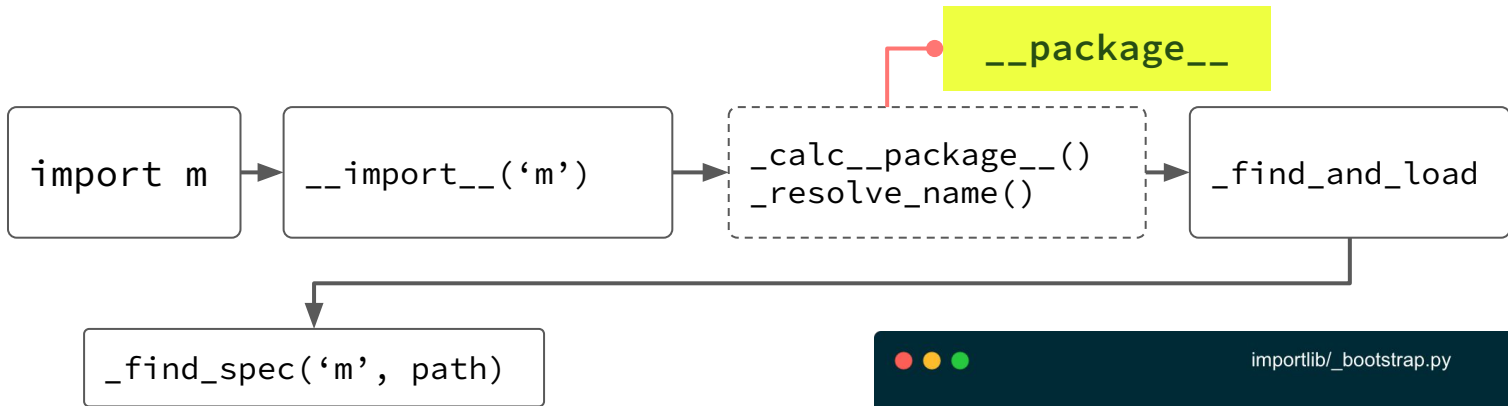 __package__
import m
__import__(‘m’)
_calc__package__()
_resolve_name()
_find_and_load
_find_spec(‘m’, path)
importlib/_bootstrap.py